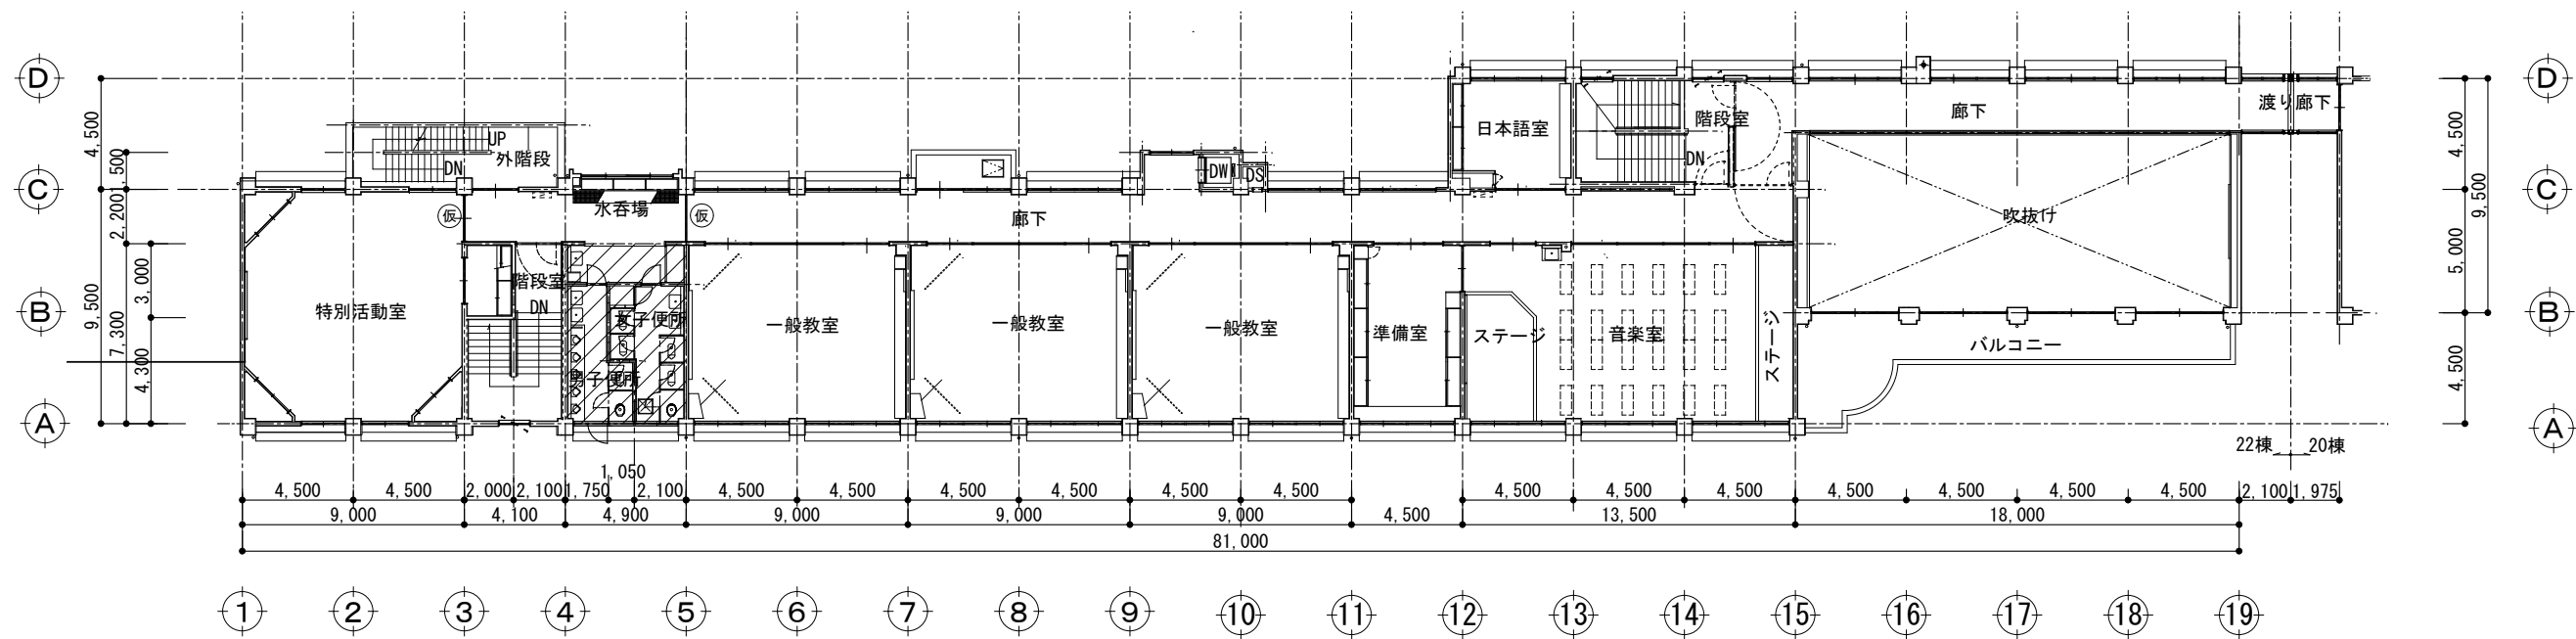 D
D
4,500
1,500
2,200
9,500
7,300
3,000
4,300
UP
外階段
DN
日本語室
階段室
DN
廊下
渡り廊下
4,500
9,500
5,000
4,500
C
C
DW
DS
仮
水呑場
仮
廊下
吹抜け
B
B
特別活動室
階段室
DN
女子便所
男子便所
一般教室
一般教室
一般教室
準備室
ステージ
音楽室
ステージ
バルコニー
A
A
22棟
20棟
1,050
4,500
4,500
2,000
2,100
1,750
2,100
4,500
4,500
4,500
4,500
4,500
4,500
4,500
4,500
4,500
4,500
4,500
4,500
4,500
2,100
1,975
9,000
4,100
4,900
9,000
9,000
9,000
4,500
13,500
18,000
81,000
1
2
3
4
5
6
7
8
9
10
11
12
13
14
15
16
17
18
19